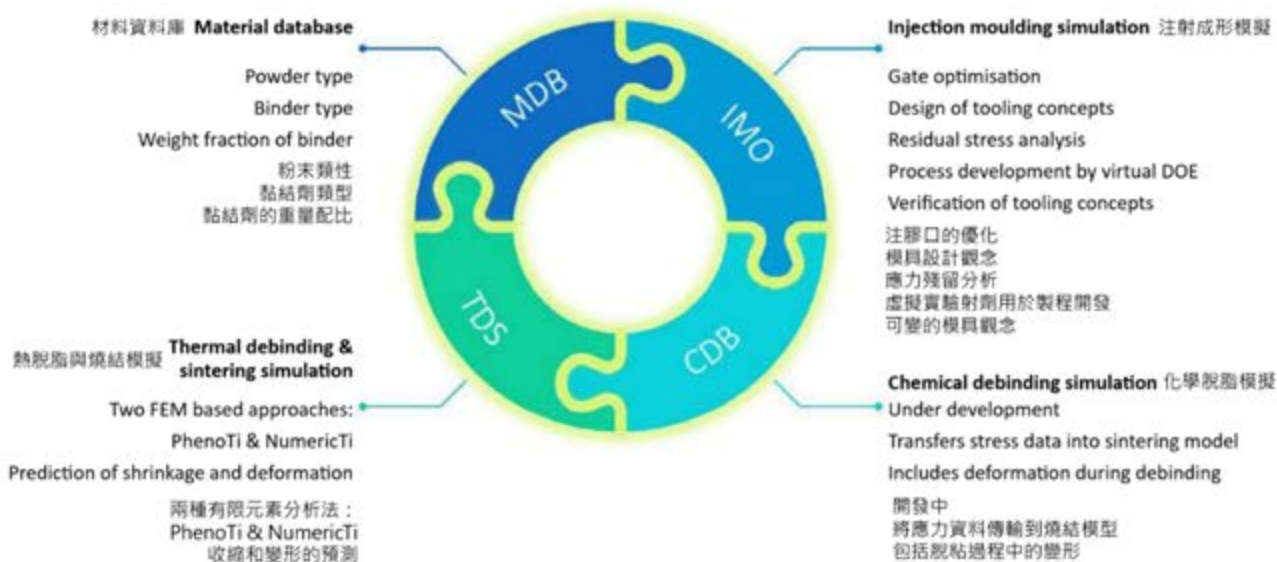 材料資料庫 Material database
Powder type
Binder type
Weight fraction of binder
粉末類性
黏結劑類型
黏結劑的重量配比
MDB
Injection moulding simulation 注射成形模擬
Gate optimisation
Design of tooling concepts
Residual stress analysis
Process development by virtual DOE
Verification of tooling concepts
注膠口的優化
模具設計觀念
應力殘留分析
虛擬實驗射劑用於製程開發
可變的模具觀念
IMO
熱脫脂與燒結模擬 Thermal debinding &
sintering simulation
Two FEM based approaches:
PhenoTi & NumericTi
Prediction of shrinkage and deformation
兩種有限元素分析法：
PhenoTi & NumericTi
收縮和變形的預測
TDS
CDB
Chemical debinding simulation 化學脫脂模擬
Under development
Transfers stress data into sintering model
Includes deformation during debinding
開發中
將應力資料傳輸到燒結模型
包括脫粘過程中的變形